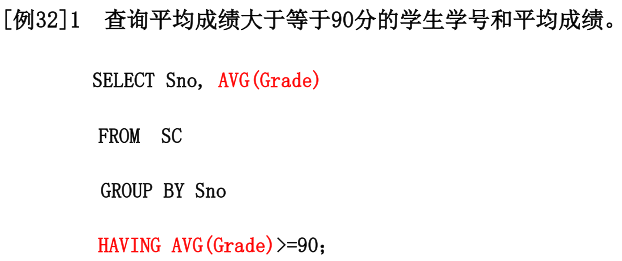 [例32]1 查询平均成绩大于等于90分的学生学号和平均成绩。
SELECT Sno, AVG(Grade)
FROM SC
GROUP BY Sno
HAVING AVG(Grade)>=90;